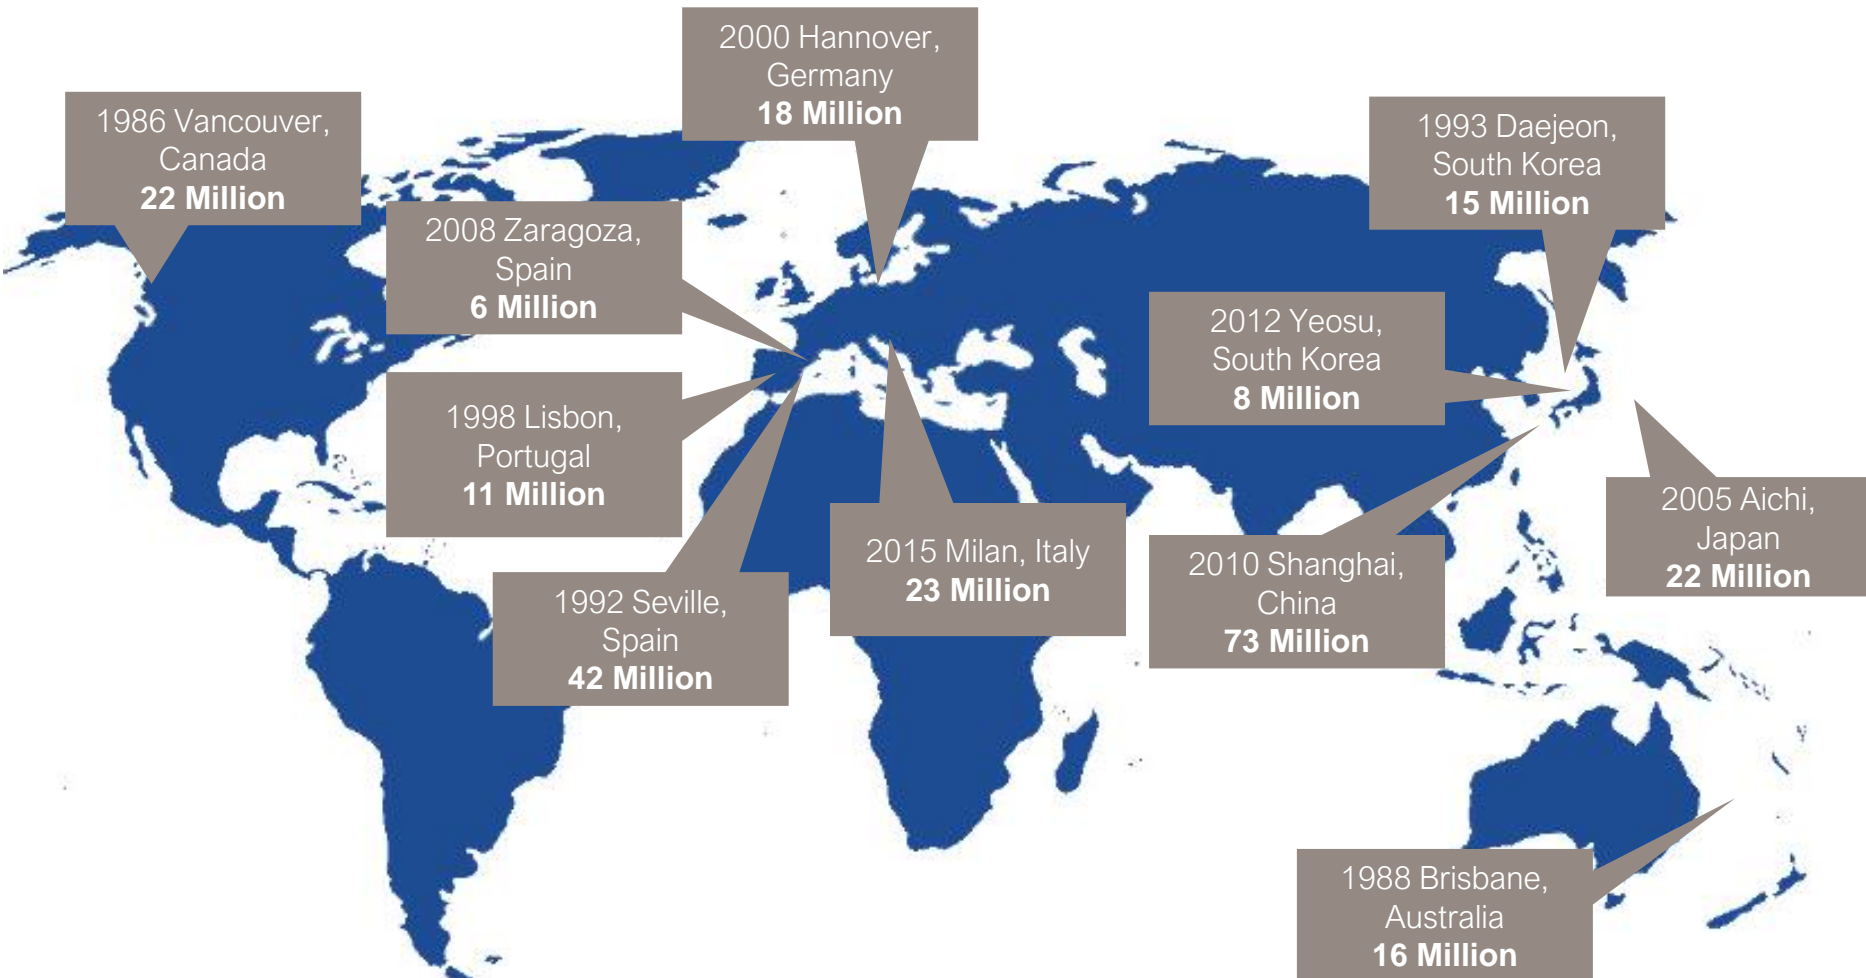 2000 Hannover,
Germany
18 Million
1986 Vancouver,
Canada
22 Million
1993 Daejeon,
South Korea
15 Million
2008 Zaragoza,
Spain
6 Million
2012 Yeosu,
South Korea
8 Million
1998 Lisbon,
Portugal
11 Million
2005 Aichi,
Japan
22 Million
2015 Milan, Italy
23 Million
2010 Shanghai,
China
73 Million
1992 Seville,
Spain
42 Million
1988 Brisbane,
Australia
16 Million